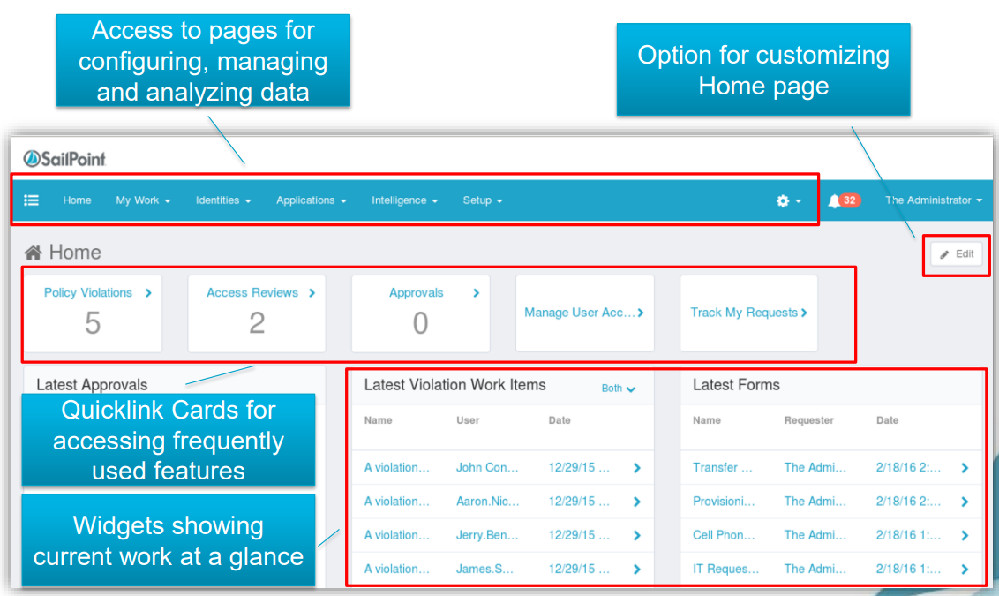 Access to pages for
configuring, managing
and analyzing data
Option for customizing
Home page
SailPoint
Home My Work Identities Applications Intelligence Setup 32 The Administrator
Home Edit
Policy Violations Access Reviews Approvals Manage User Acc... Track My Requests
5 2 0
Latest Approvals Latest Violation Work Items Both Latest Forms
Quicklink Cards for
accessing frequently
used features
Widgets showing
current work at a glance
Name User Date Name Requester Date
A violation... John Con... 12/29/15 ... Transfer ... The Admi... 2/18/16 2:...
A violation... Aaron.Nic... 12/29/15 ... Provisioni... The Admi... 2/18/16 2:...
A violation... Jerry.Ben... 12/29/15 ... Cell Phon... The Admi... 2/18/16 1:...
A violation... James.S... 12/29/15 ... IT Reques... The Admi... 2/18/16 1:...